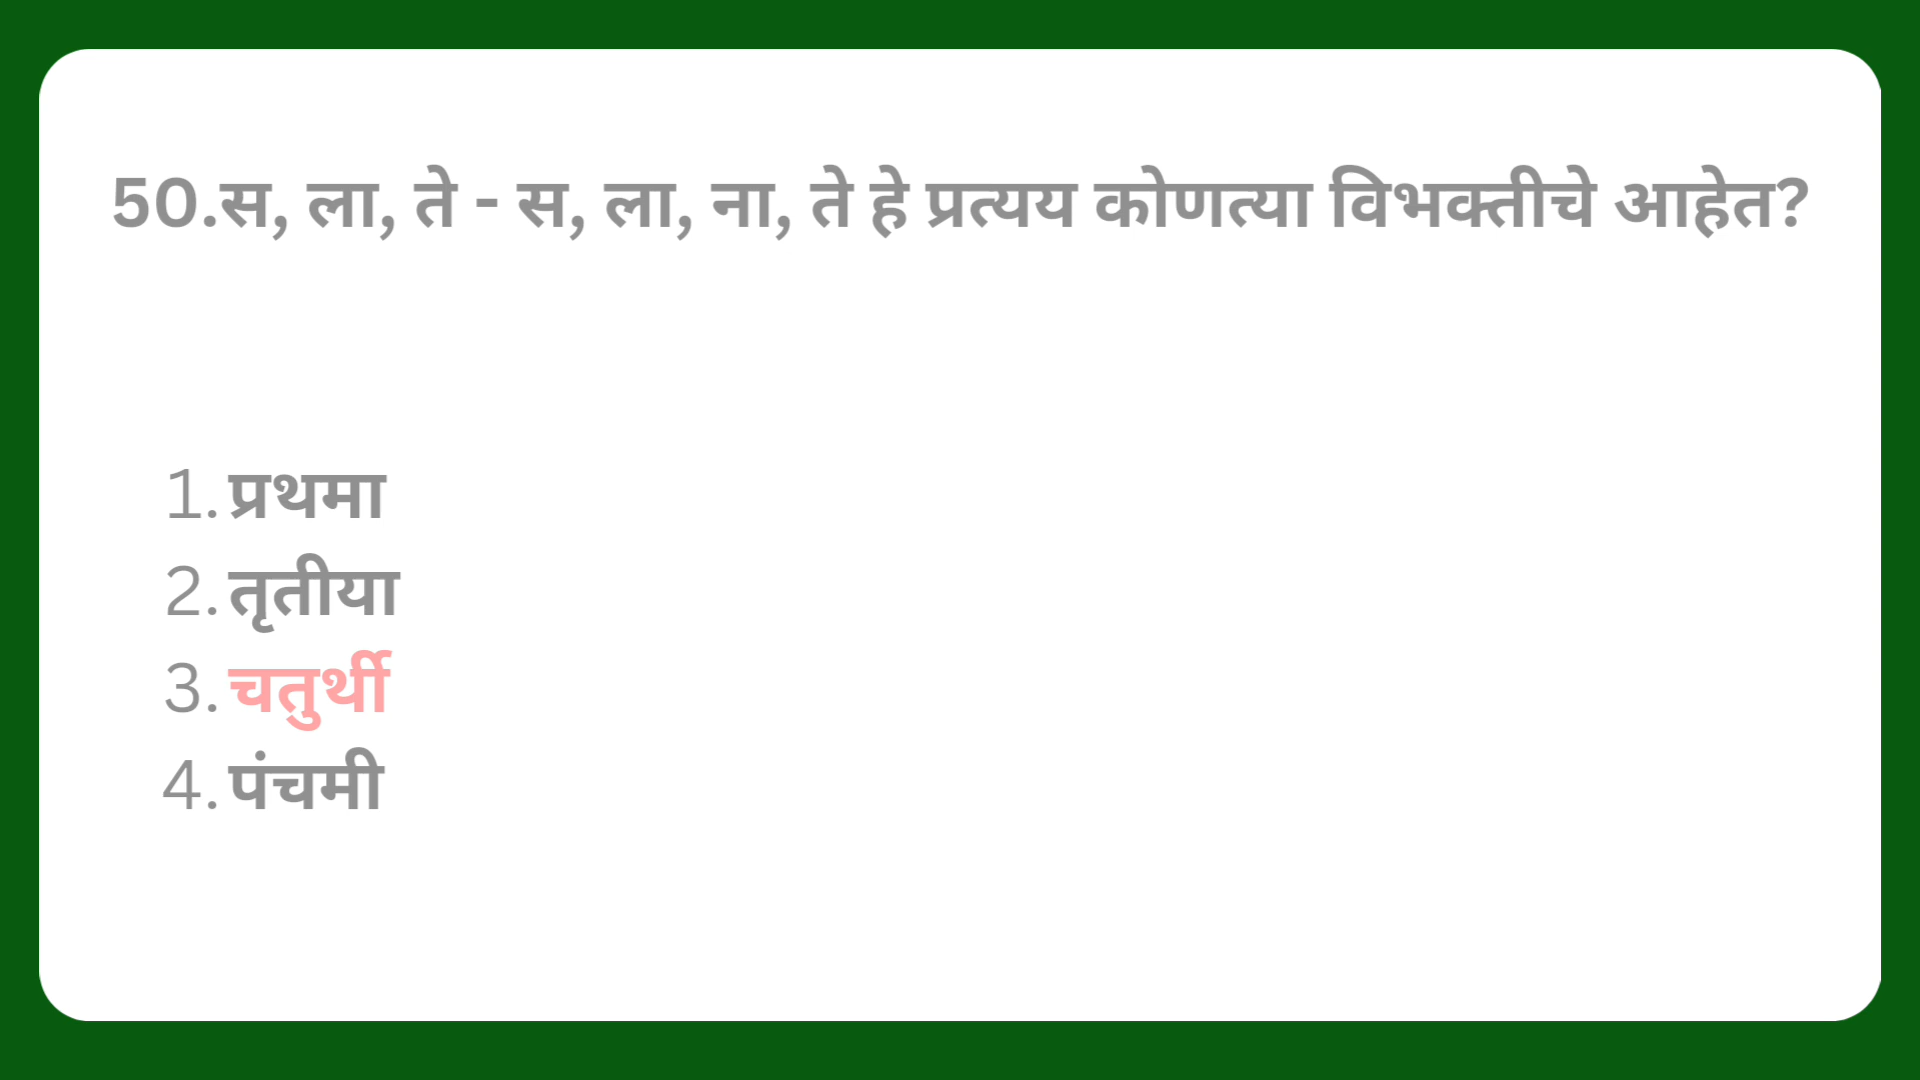 50.स, ला, ते - स, ला, ना, ते हे प्रत्यय कोणत्या विभक्तीचे आहेत?
1. प्रथमा
2. तृतीया
3. चतुर्थी
4. पंचमी